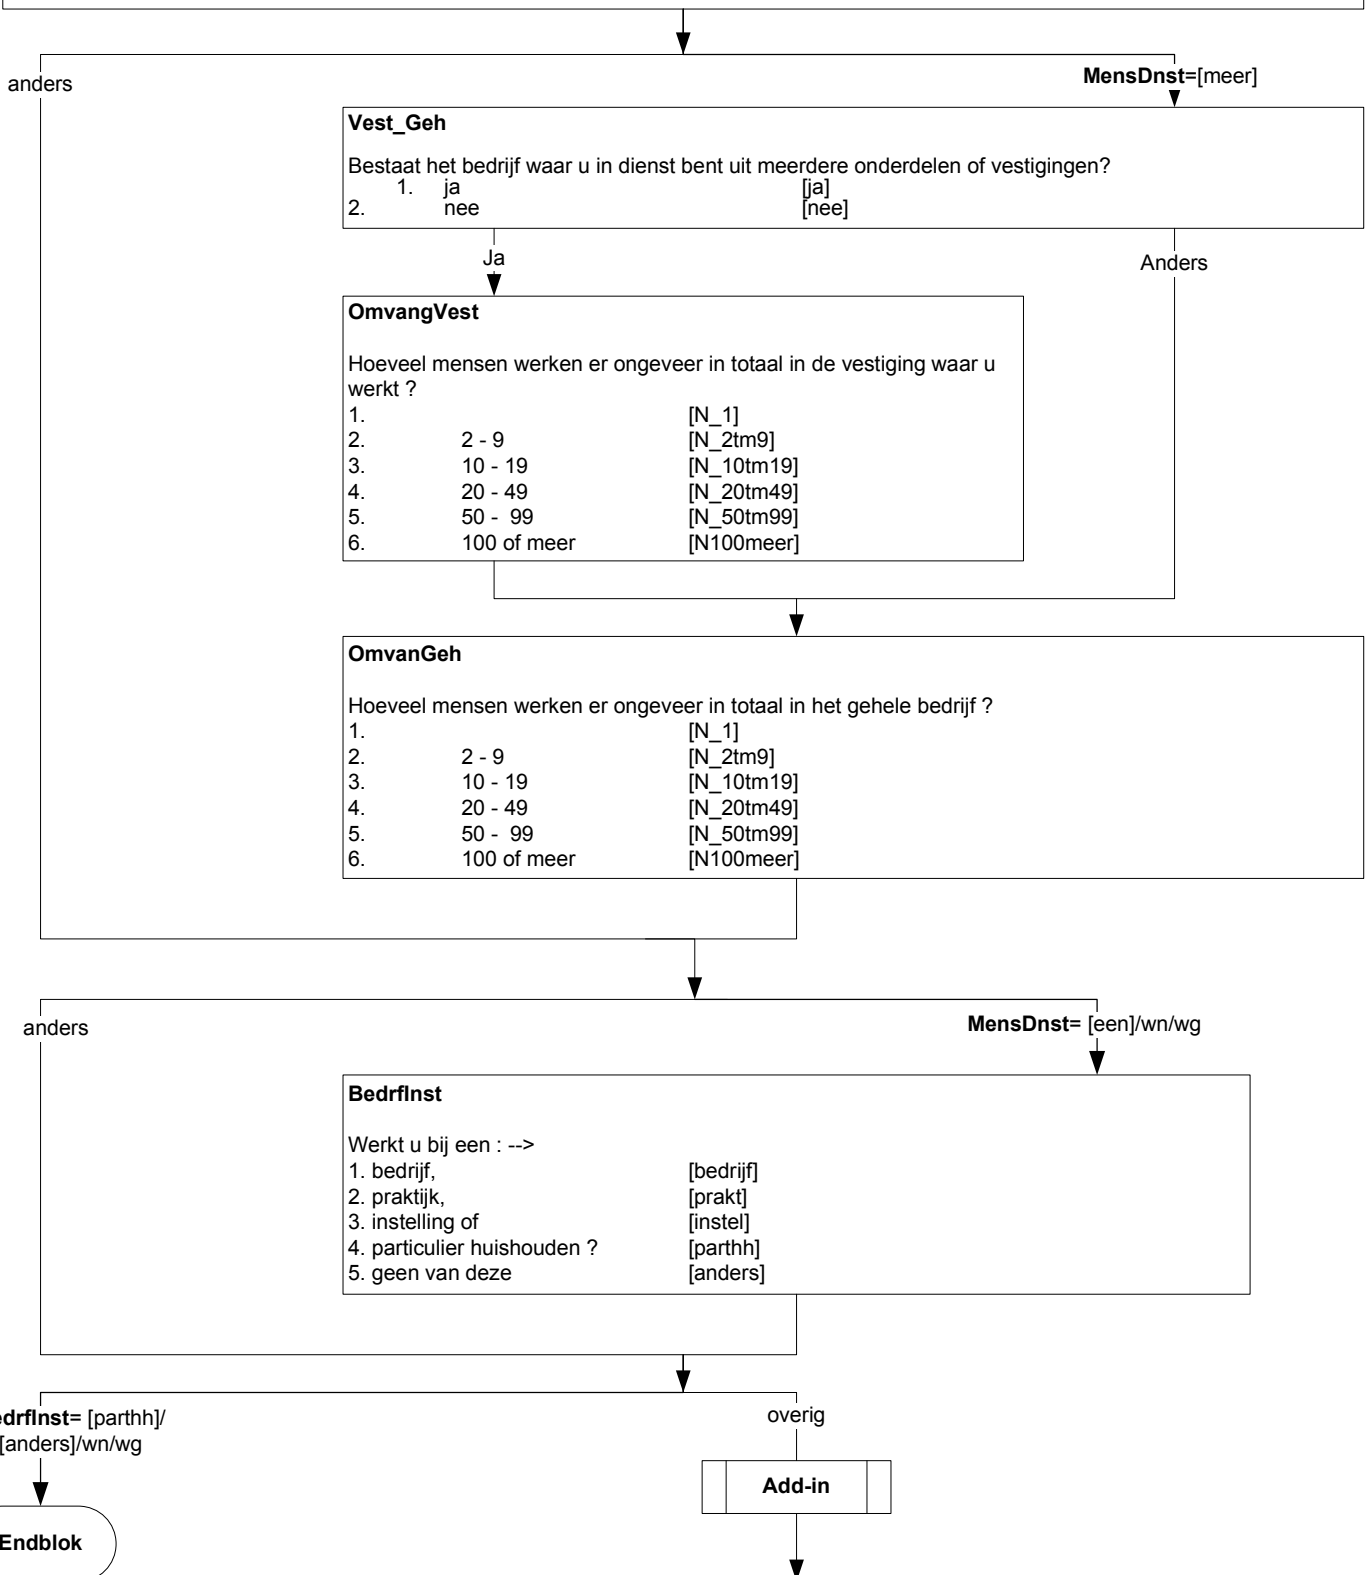 anders
MensDnst=[meer]
Vest_Geh
Bestaat het bedrijf waar u in dienst bent uit meerdere onderdelen of vestigingen?
1. ja [ja]
2. nee [nee]
Ja
Anders
OmvangVest
Hoeveel mensen werken er ongeveer in totaal in de vestiging waar u
werkt ?
1. [N_1]
2. 2 - 9 [N_2tm9]
3. 10 - 19 [N_10tm19]
4. 20 - 49 [N_20tm49]
5. 50 - 99 [N_50tm99]
6. 100 of meer [N100meer]
OmvanGeh
Hoeveel mensen werken er ongeveer in totaal in het gehele bedrijf ?
1. [N_1]
2. 2 - 9 [N_2tm9]
3. 10 - 19 [N_10tm19]
4. 20 - 49 [N_20tm49]
5. 50 - 99 [N_50tm99]
6. 100 of meer [N100meer]
anders
MensDnst= [een]/wn/wg
BedrfInst
Werkt u bij een : -->
1. bedrijf, [bedrijf]
2. praktijk, [prakt]
3. instelling of [instel]
4. particulier huishouden ? [parthh]
5. geen van deze [anders]
edrfInst= [parthh]/
[anders]/wn/wg
overig
Add-in
Endblok